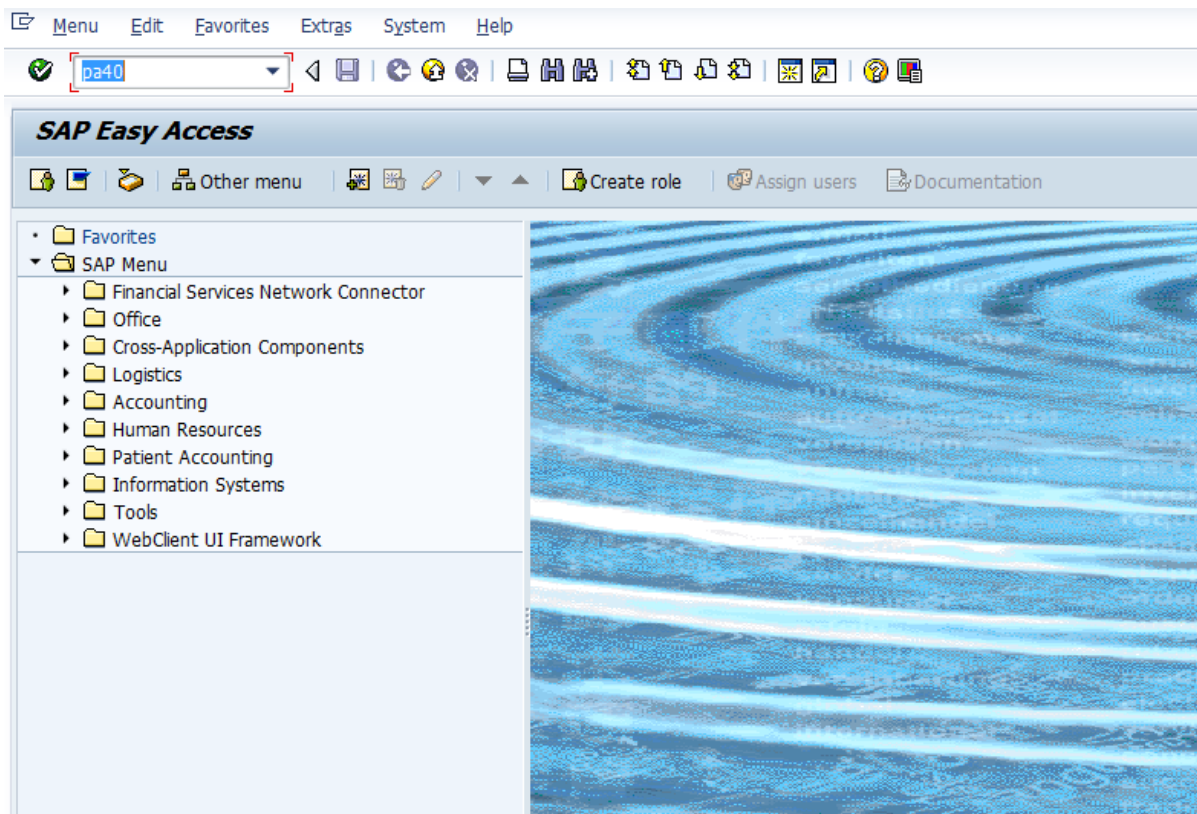 Menu Edit Favorites Extras System Help
pa40
SAP Easy Access
Other menu Create role Assign users Documentation
Favorites
SAP Menu
Financial Services Network Connector
Office
Cross-Application Components
Logistics
Accounting
Human Resources
Patient Accounting
Information Systems
Tools
WebClient UI Framework